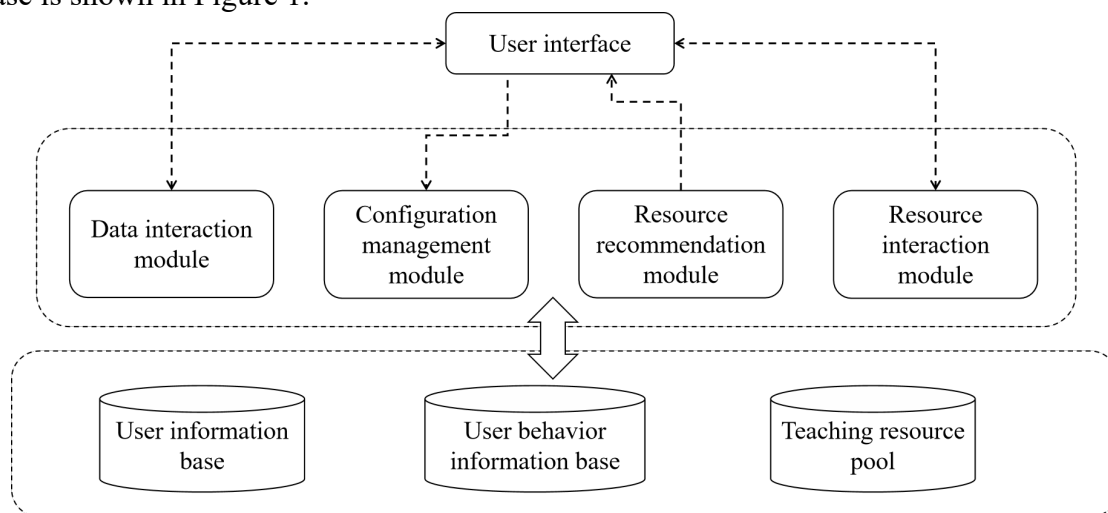 ase is shown in Figure 1.
User interface
Data interaction
module
Configuration
management
module
Resource
recommendation
module
Resource
interaction
module
User information
base
User behavior
information base
Teaching resource
pool